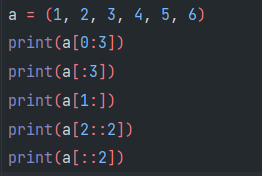 a = (1, 2, 3, 4, 5, 6)
print(a[0:3])
print(a[:3])
print(a[1:])
print(a[2::2])
print(a[::2])